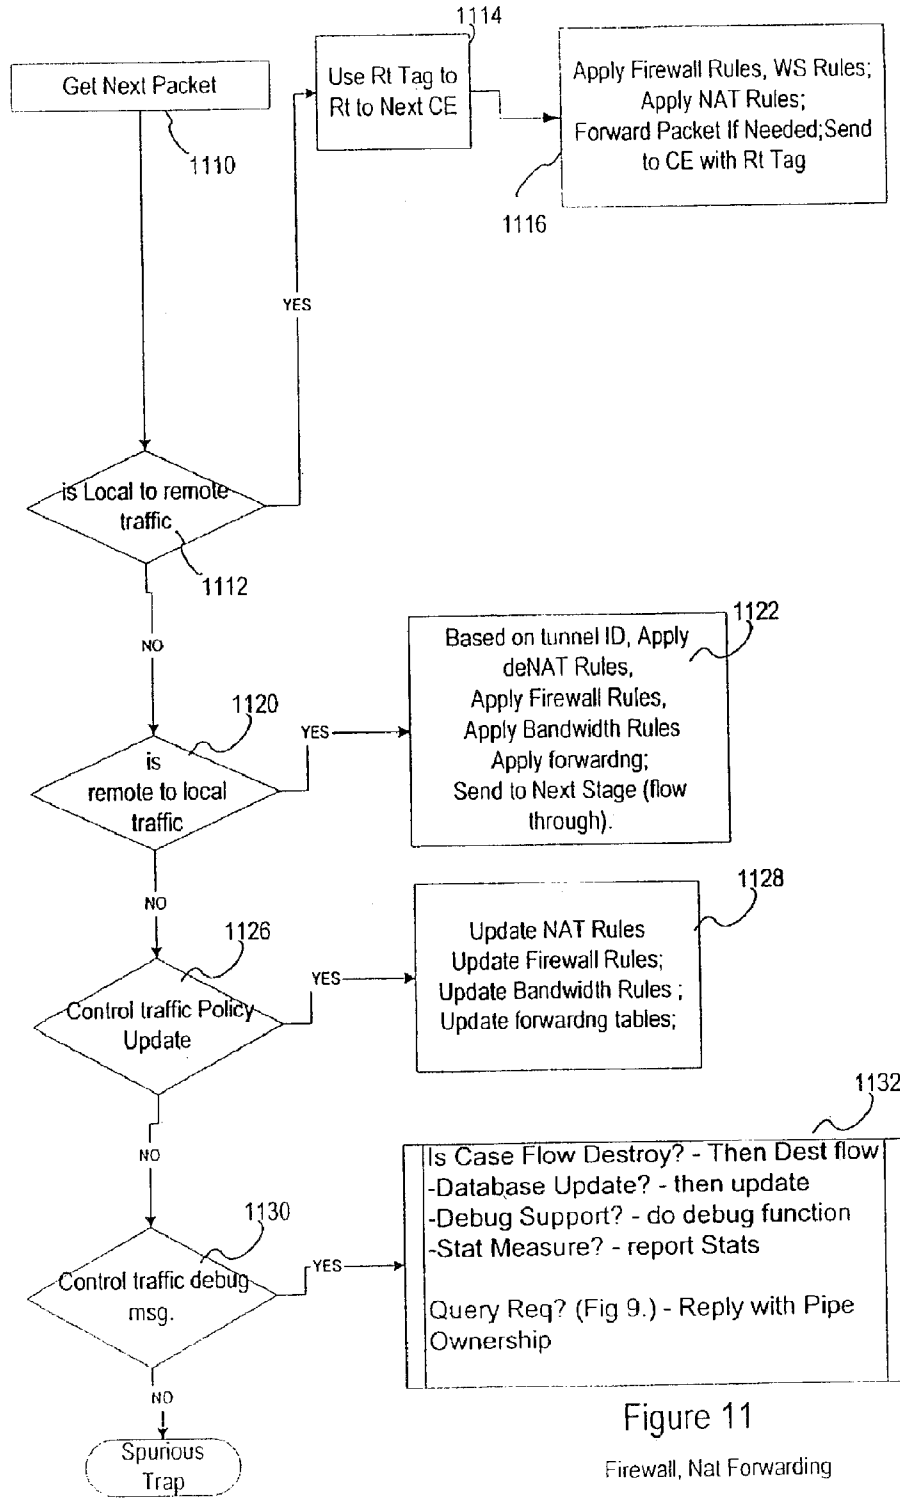 1114
Get Next Packet
Use Rt Tag to
Rt to Next CE
Apply Firewall Rules, WS Rules;
Apply NAT Rules;
Forward Packet If Needed;Send
to CE with Rt Tag
1110
1116
YES
is Local to remote
traffic
1112
NO
1122
Based on tunnel ID, Apply
deNAT Rules,
Apply Firewall Rules,
Apply Bandwidth Rules
Apply forwardng;
Send to Next Stage (flow
through).
1120
YES
is
remote to local
traffic
NO
1128
Update NAT Rules
Update Firewall Rules;
Update Bandwidth Rules ;
Update forwardng tables;
1126
YES
Control traffic Policy
Update
NO
1132
Is Case Flow Destroy? - Then Dest flow
-Database Update? - then update
-Debug Support? - do debug function
-Stat Measure? - report Stats
Query Req? (Fig 9.) - Reply with Pipe
Ownership
1130
YES
Control traffic debug
msg.
NO
Spurious
Trap
Figure 11
Firewall, Nat Forwarding